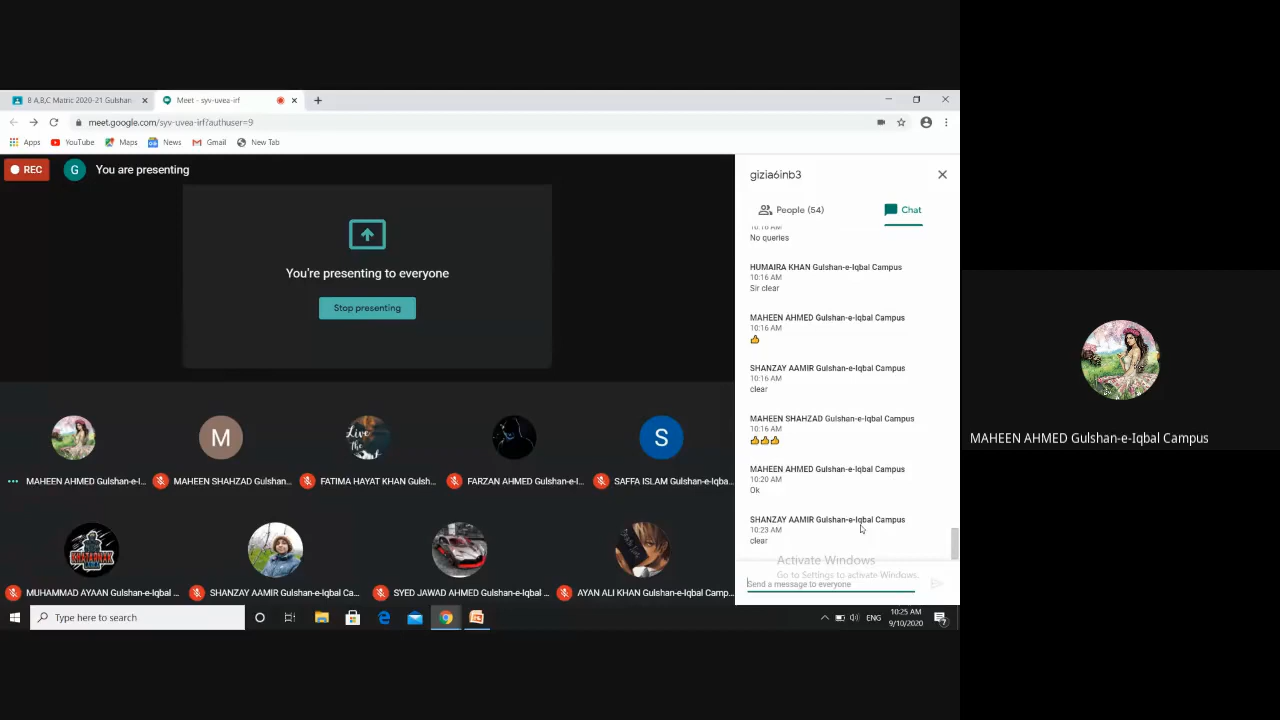 8 A,B,C Matric 2020-21 Gulshan
Meet - syv-uvea-irf
meet.google.com/syv-uvea-irf?authuser=9
Apps YouTube Maps News Gmail New Tab
REC G You are presenting
You're presenting to everyone
Stop presenting
gizia6inb3
People (54) Chat
10:16 AM
No queries
HUMAIRA KHAN Gulshan-e-Iqbal Campus
10:16 AM
Sir clear
MAHEEN AHMED Gulshan-e-Iqbal Campus
10:16 AM
👍
SHANZAY AAMIR Gulshan-e-Iqbal Campus
10:16 AM
clear
MAHEEN SHAHZAD Gulshan-e-Iqbal Campus
10:16 AM
👍👍👍
MAHEEN AHMED Gulshan-e-Iqbal Campus
10:20 AM
Ok
SHANZAY AAMIR Gulshan-e-Iqbal Campus
10:23 AM
clear
Activate Windows
Go to Settings to activate Windows.
Send a message to everyone
M
S
MAHEEN AHMED Gulshan-e-I...
MAHEEN SHAHZAD Gulshan...
FATIMA HAYAT KHAN Gulsh...
FARZAN AHMED Gulshan-e-I...
SAFFA ISLAM Gulshan-e-Iqba...
MUHAMMAD AYAAN Gulshan-e-Iqbal ...
SHANZAY AAMIR Gulshan-e-Iqbal Ca...
SYED JAWAD AHMED Gulshan-e-Iqbal ...
AYAN ALI KHAN Gulshan-e-Iqbal Camp...
Type here to search
ENG
10:25 AM
9/10/2020
7
MAHEEN AHMED Gulshan-e-Iqbal Campus